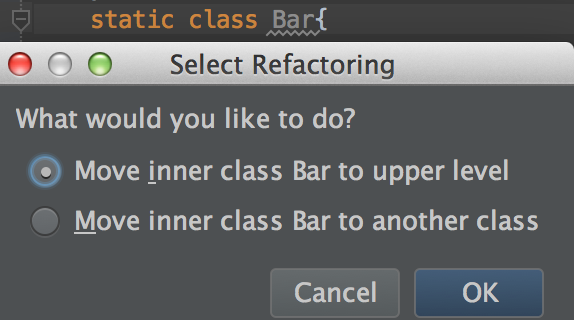 static class Bar{
Select Refactoring
What would you like to do?
Move inner class Bar to upper level
Move inner class Bar to another class
Cancel OK